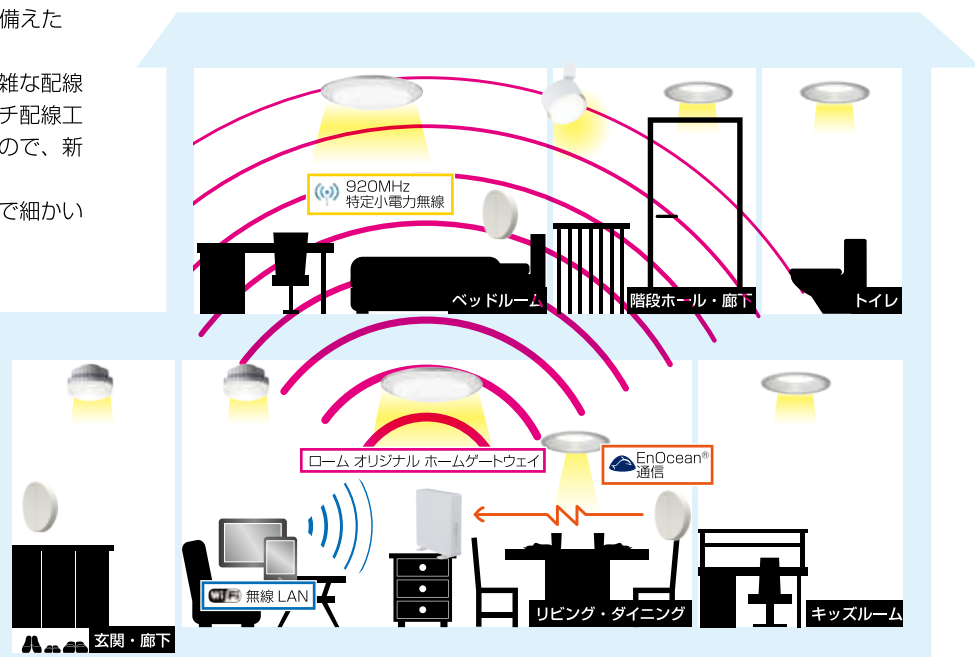 備えた
雑な配線
チ配線工
ので、新
で細かい
920MHz
特定小電力無線
ベッドルーム
階段ホール・廊下
トイレ
ローム オリジナル ホームゲートウェイ
EnOcean®
通信
Wi Fi 無線 LAN
リビング・ダイニング
キッズルーム
玄関・廊下